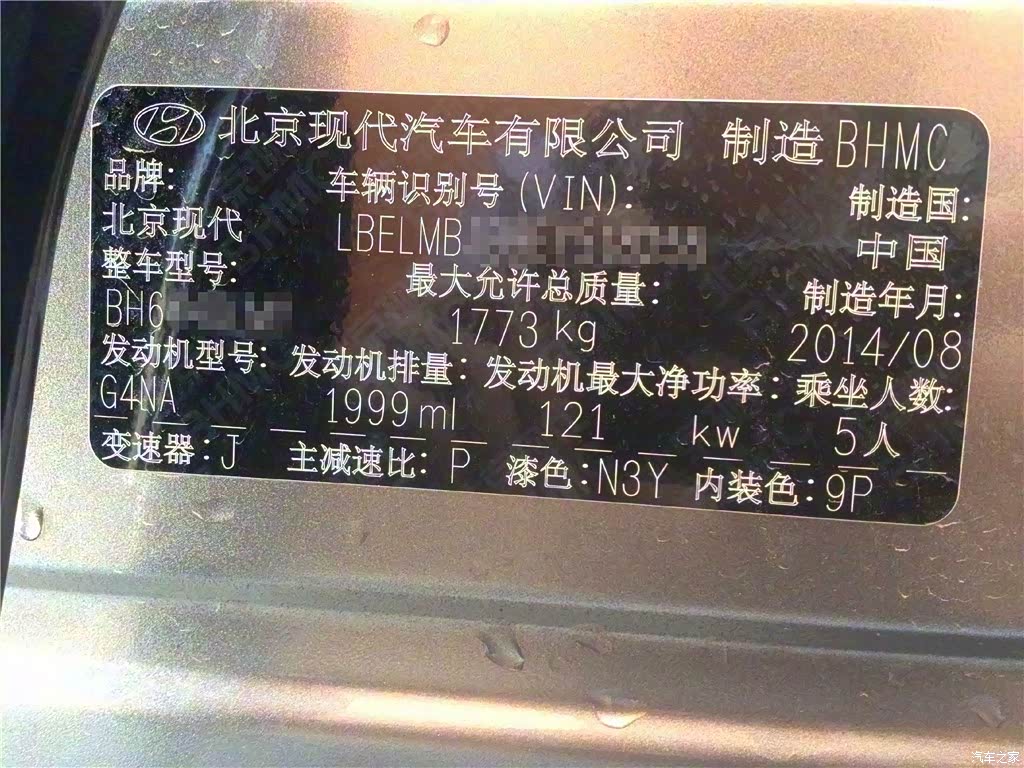 北京现代汽车有限公司 制造 BHMC
品牌: 车辆识别号 (VIN): 制造国:
北京现代 LBELMB 中国
整车型号: 最大允许总质量: 制造年月:
BH6 1773 kg 2014/08
发动机型号: 发动机排量: 发动机最大净功率: 乘坐人数:
G4NA 1999 ml 121 kw 5人
变速器: J 主减速比: P 漆色: N3Y 内装色: 9P
汽车之家